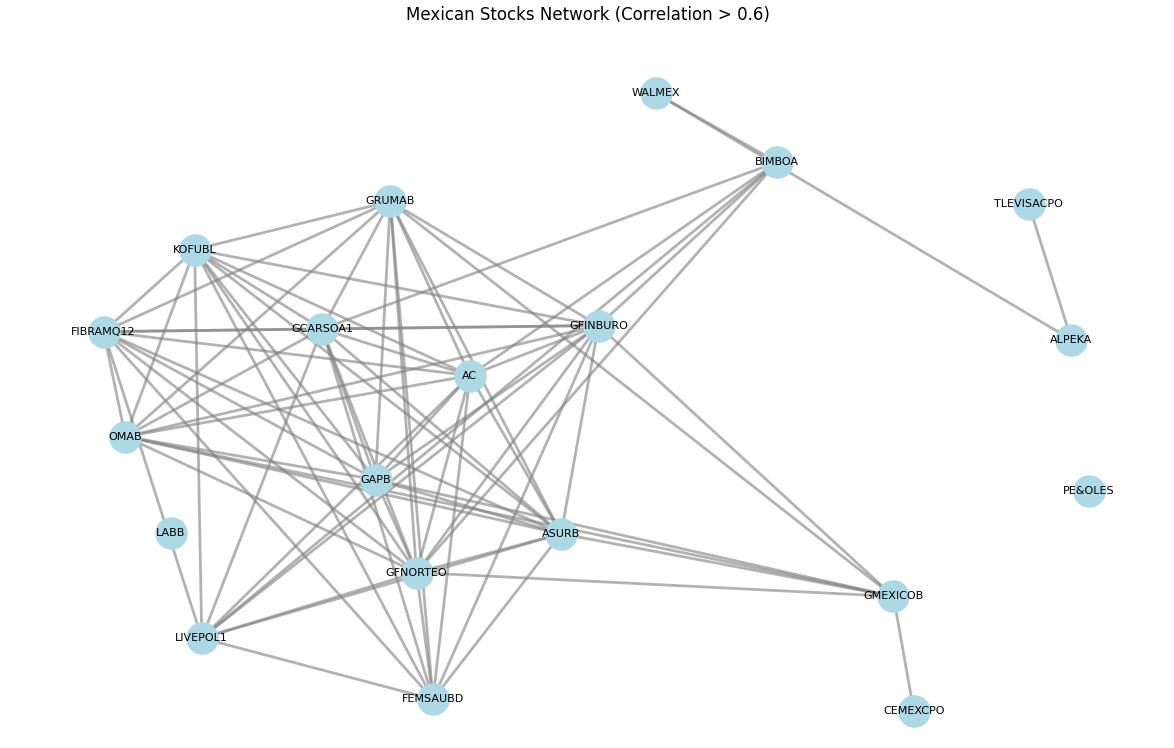 Mexican Stocks Network (Correlation > 0.6)
WALMEX
BIMBOA
GRUMAB
TLEVISACPO
KOFUBL
FIBRAMQ12
GCARSOA1
GFINBURO
ALPEKA
AC
OMAB
GAPB
PE&OLES
LABB
ASURB
GFNORTEO
GMEXICOB
LIVEPOL1
FEMSAUBD
CEMEXCPO